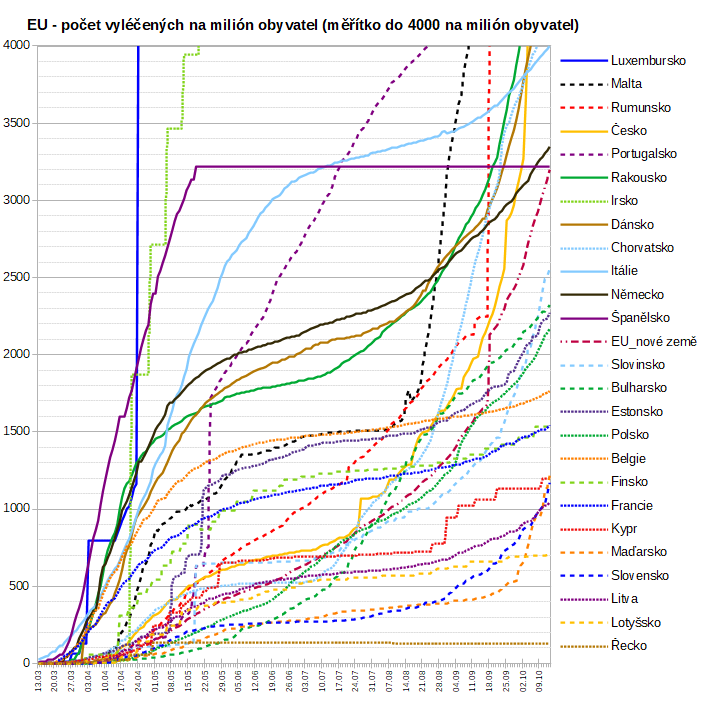 EU - počet vyléčených na milión obyvatel (měřítko do 4000 na milión obyvatel)
4000
3500
3000
2500
2000
1500
1000
500
0
Luxembursko
Malta
Rumunsko
Česko
Portugalsko
Rakousko
Irsko
Dánsko
Chorvatsko
Itálie
Německo
Španělsko
EU_nové země
Slovinsko
Bulharsko
Estonsko
Polsko
Belgie
Finsko
Francie
Kypr
Maďarsko
Slovensko
Litva
Lotyšsko
Řecko
13.03 20.03 27.03 03.04 10.04 17.04 24.04 01.05 08.05 15.05 22.05 29.05 05.06 12.06 19.06 26.06 03.07 10.07 17.07 24.07 31.07 07.08 14.08 21.08 28.08 04.09 11.09 18.09 25.09 02.10 09.10